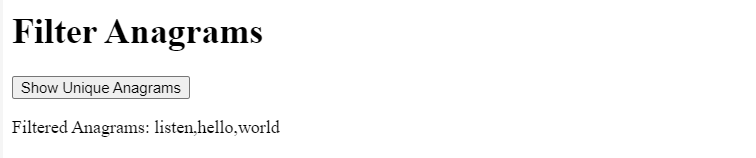 Filter Anagrams
Show Unique Anagrams
Filtered Anagrams: listen,hello,world